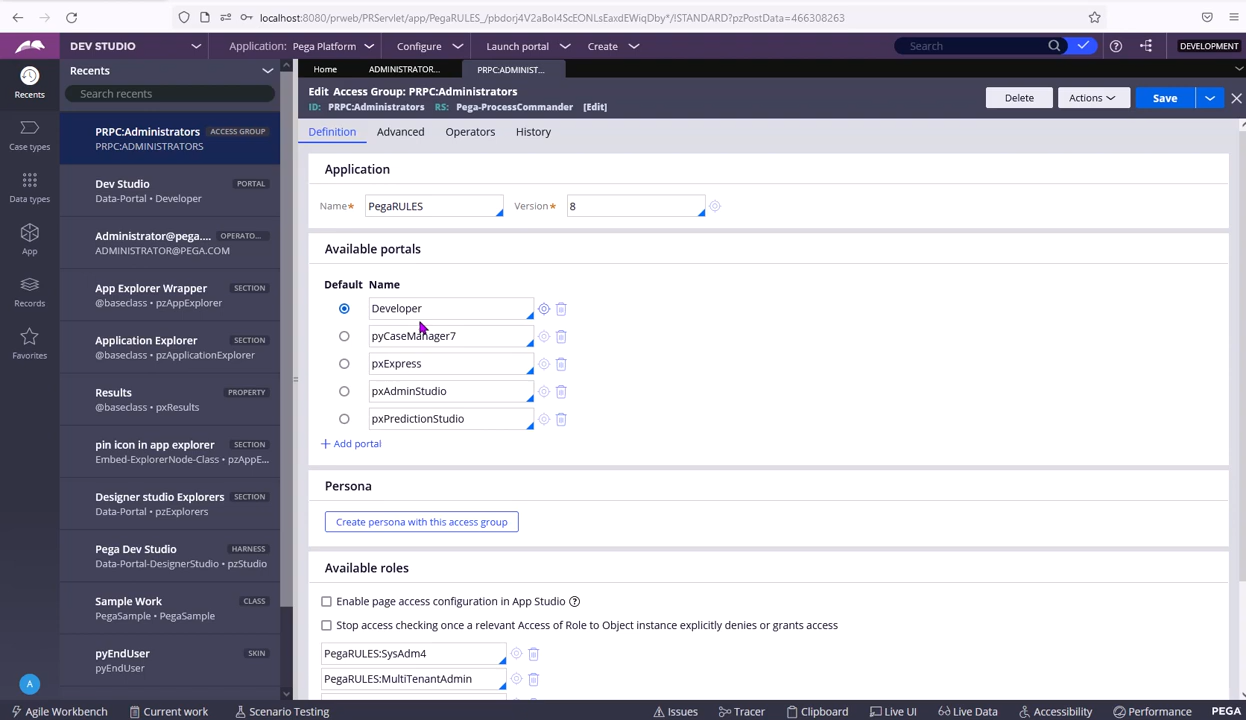 localhost:8080/prweb/PRServlet/app/PegaRULES_/pbdorj4V2aBoI4ScEONLsEaxdEWiqDby*/!STANDARD?pzPostData=466308263
DEV STUDIO
Application: Pega Platform
Configure
Launch portal
Create
Search
DEVELOPMENT
Recents
Recents
Search recents
Home
ADMINISTRATOR...
PRPC:ADMINIST...
Edit Access Group: PRPC:Administrators
ID: PRPC:Administrators RS: Pega-ProcessCommander [Edit]
Delete
Actions
Save
Definition
Advanced
Operators
History
Case types
Data types
App
Records
Favorites
PRPC:Administrators ACCESS GROUP
PRPC:ADMINISTRATORS
Dev Studio PORTAL
Data-Portal • Developer
Administrator@pega.... OPERATO...
ADMINISTRATOR@PEGA.COM
App Explorer Wrapper SECTION
@baseclass • pzAppExplorer
Application Explorer SECTION
@baseclass • pzApplicationExplorer
Results PROPERTY
@baseclass • pxResults
pin icon in app explorer SECTION
Embed-ExplorerNode-Class • pzAppE...
Designer studio Explorers SECTION
Data-Portal • pzExplorers
Pega Dev Studio HARNESS
Data-Portal-DesignerStudio • pzStudio
Sample Work CLASS
PegaSample • PegaSample
pyEndUser SKIN
pyEndUser
A
Application
Name* PegaRULES Version* 8
Available portals
Default Name
Developer
pyCaseManager7
pxExpress
pxAdminStudio
pxPredictionStudio
+ Add portal
Persona
Create persona with this access group
Available roles
Enable page access configuration in App Studio ?
Stop access checking once a relevant Access of Role to Object instance explicitly denies or grants access
PegaRULES:SysAdm4
PegaRULES:MultiTenantAdmin
Agile Workbench
Current work
Scenario Testing
Issues
Tracer
Clipboard
Live UI
Live Data
Accessibility
Performance
PEGA